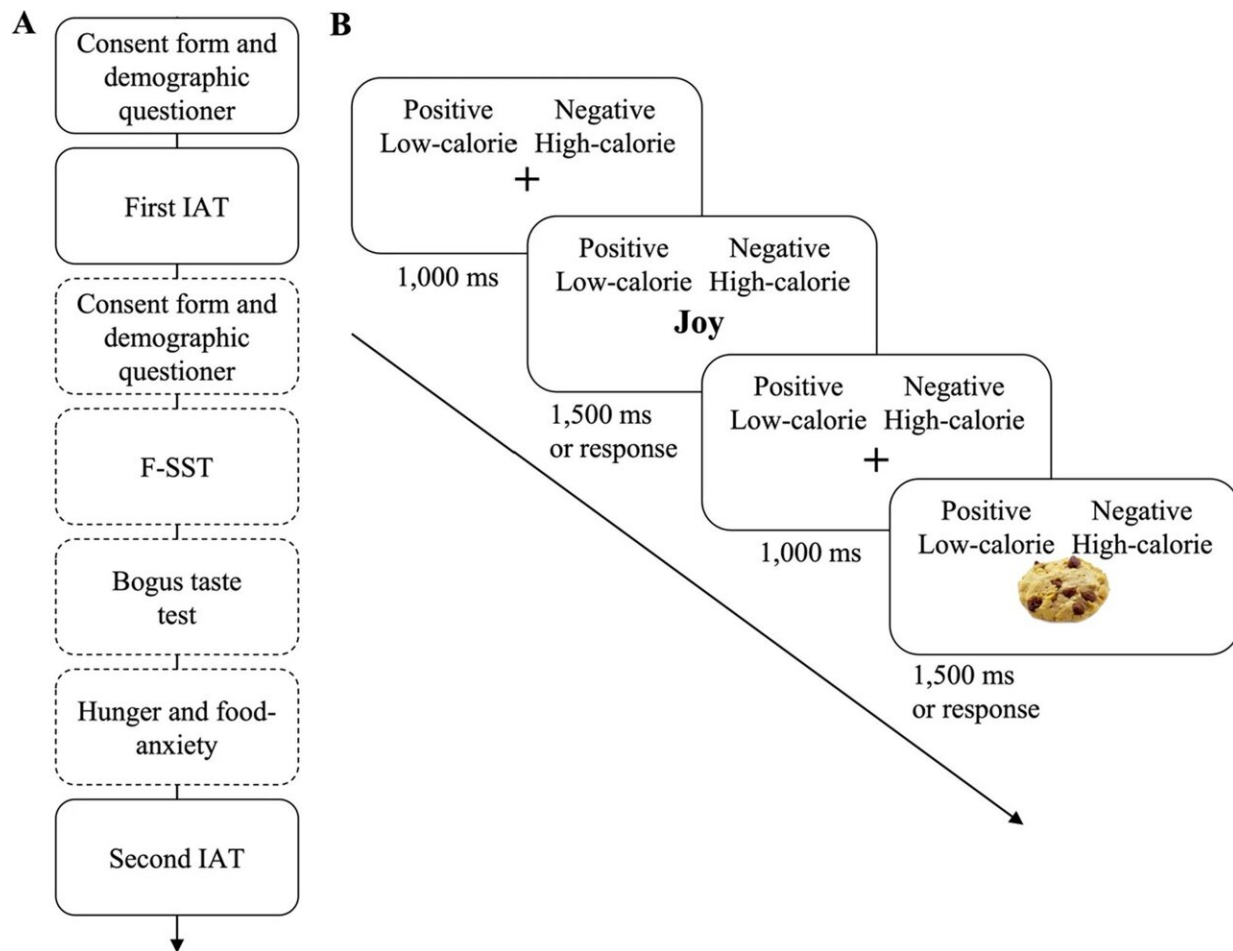 A
Consent form and
demographic
questioner
First IAT
Consent form and
demographic
questioner
F-SST
Bogus taste
test
Hunger and food-
anxiety
Second IAT
B
Positive Negative
Low-calorie High-calorie
+
1,000 ms
Positive Negative
Low-calorie High-calorie
Joy
1,500 ms
or response
Positive Negative
Low-calorie High-calorie
+
1,000 ms
Positive Negative
Low-calorie High-calorie
1,500 ms
or response